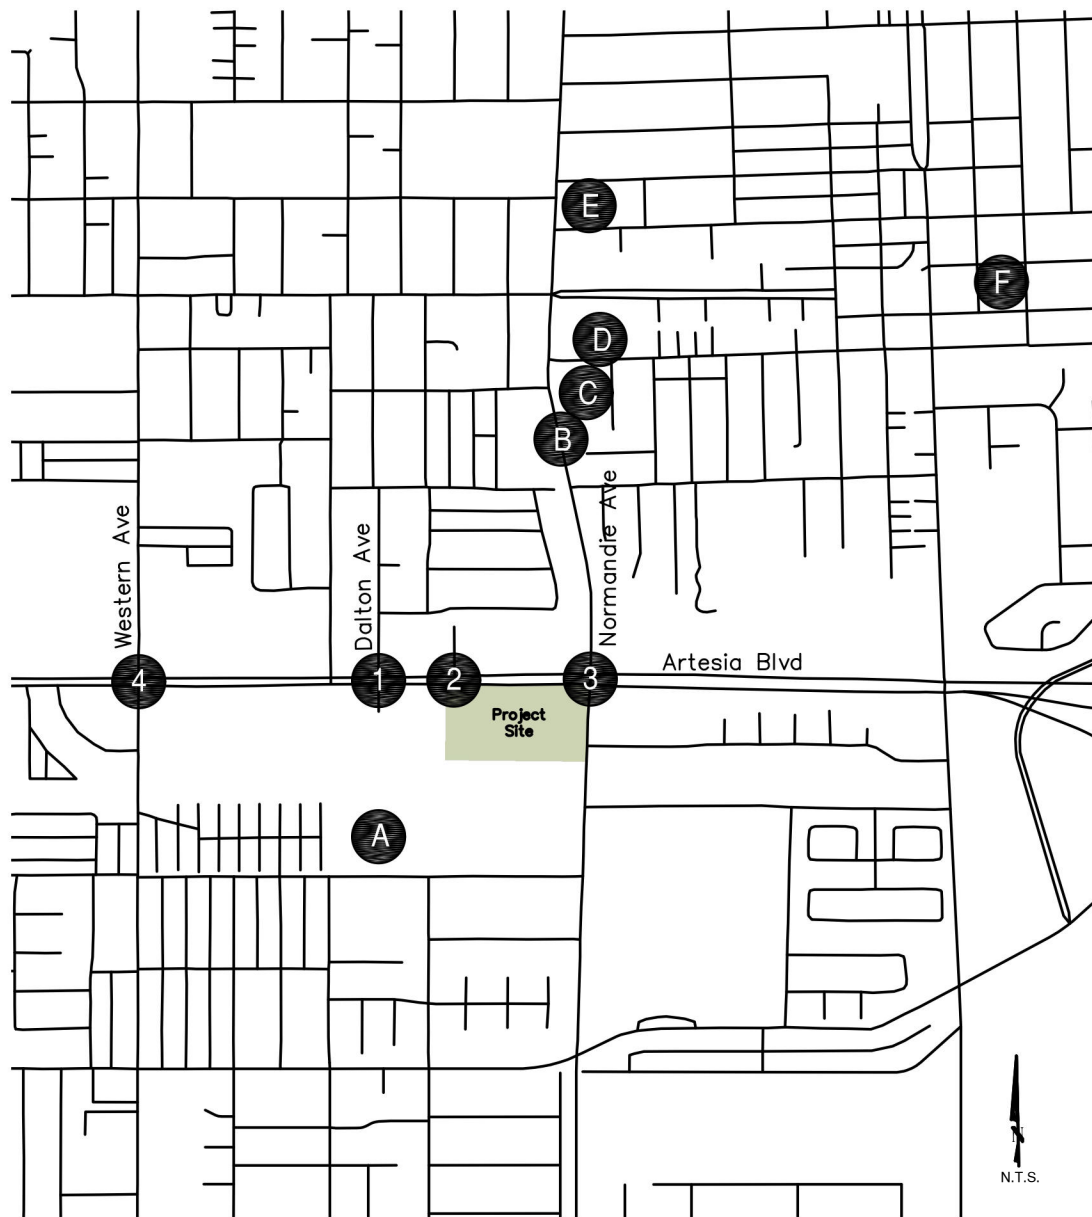 E
F
D
C
B
Western Ave
Dalton Ave
Normandie Ave
Artesia Blvd
4
1
2
3
Project
Site
A
N
N.T.S.